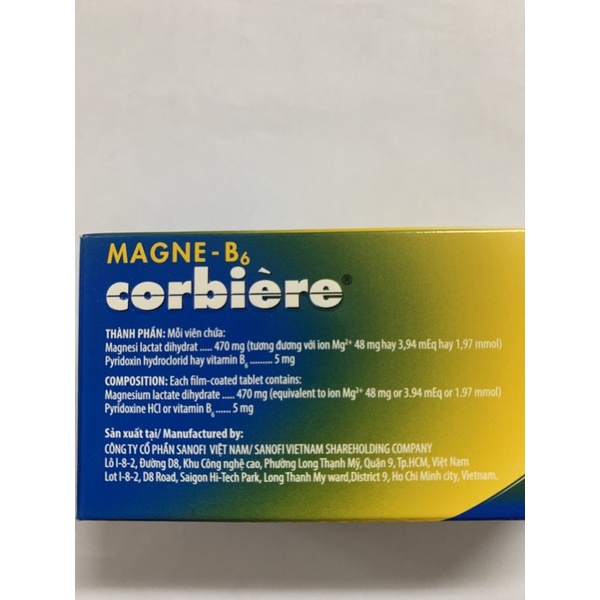 MAGNE - B6
corbière®
THÀNH PHẦN: Mỗi viên chứa:
Magnesi lactat dihydrat ..... 470 mg (tương đương với ion Mg²⁺ 48 mg hay 3,94 mEq hay 1,97 mmol)
Pyridoxin hydroclorid hay vitamin B6 ......... 5 mg
COMPOSITION: Each film-coated tablet contains:
Magnesium lactate dihydrate ..... 470 mg (equivalent to ion Mg²⁺ 48 mg or 3.94 mEq or 1.97 mmol)
Pyridoxine HCl or vitamin B6 ...... 5 mg
Sản xuất tại/ Manufactured by:
CÔNG TY CỔ PHẦN SANOFI VIỆT NAM/ SANOFI VIETNAM SHAREHOLDING COMPANY
Lô I-8-2, Đường D8, Khu Công nghệ cao, Phường Long Thạnh Mỹ, Quận 9, Tp.HCM, Việt Nam
Lot I-8-2, D8 Road, Saigon Hi-Tech Park, Long Thanh My ward,District 9, Ho Chi Minh city, Vietnam.